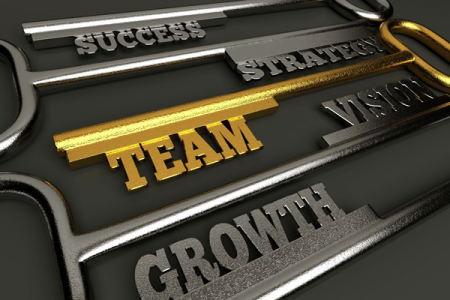 SUCCESS
STRATEGY
VISION
TEAM
GROWTH